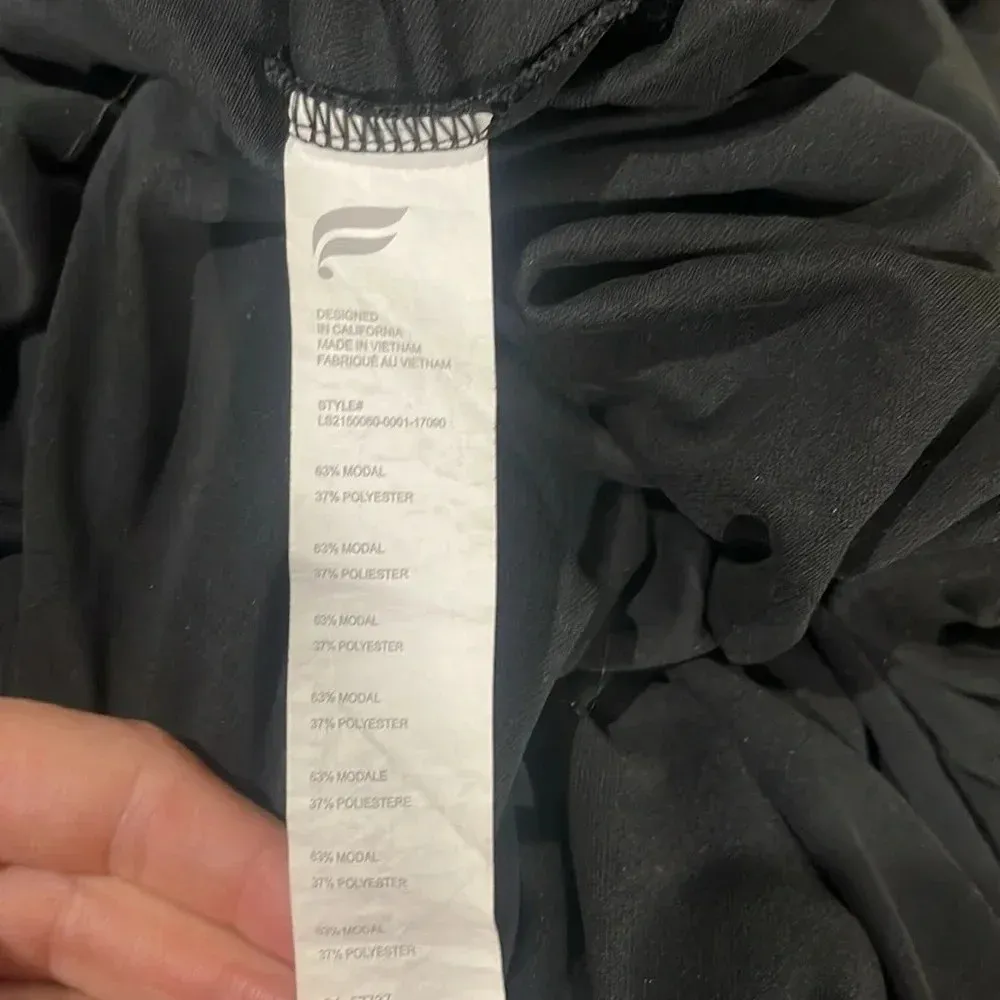 DESIGNED
IN CALIFORNIA
MADE IN VIETNAM
FABRIQUÉ AU VIETNAM
STYLE#
LS2150060-0001-17090
63% MODAL
37% POLYESTER
63% MODAL
37% POLIESTER
63% MODAL
37% POLYESTER
63% MODAL
37% POLYESTER
63% MODALE
37% POLIESTERE
63% MODAL
37% POLYESTER
63% MODAL
37% POLYESTER